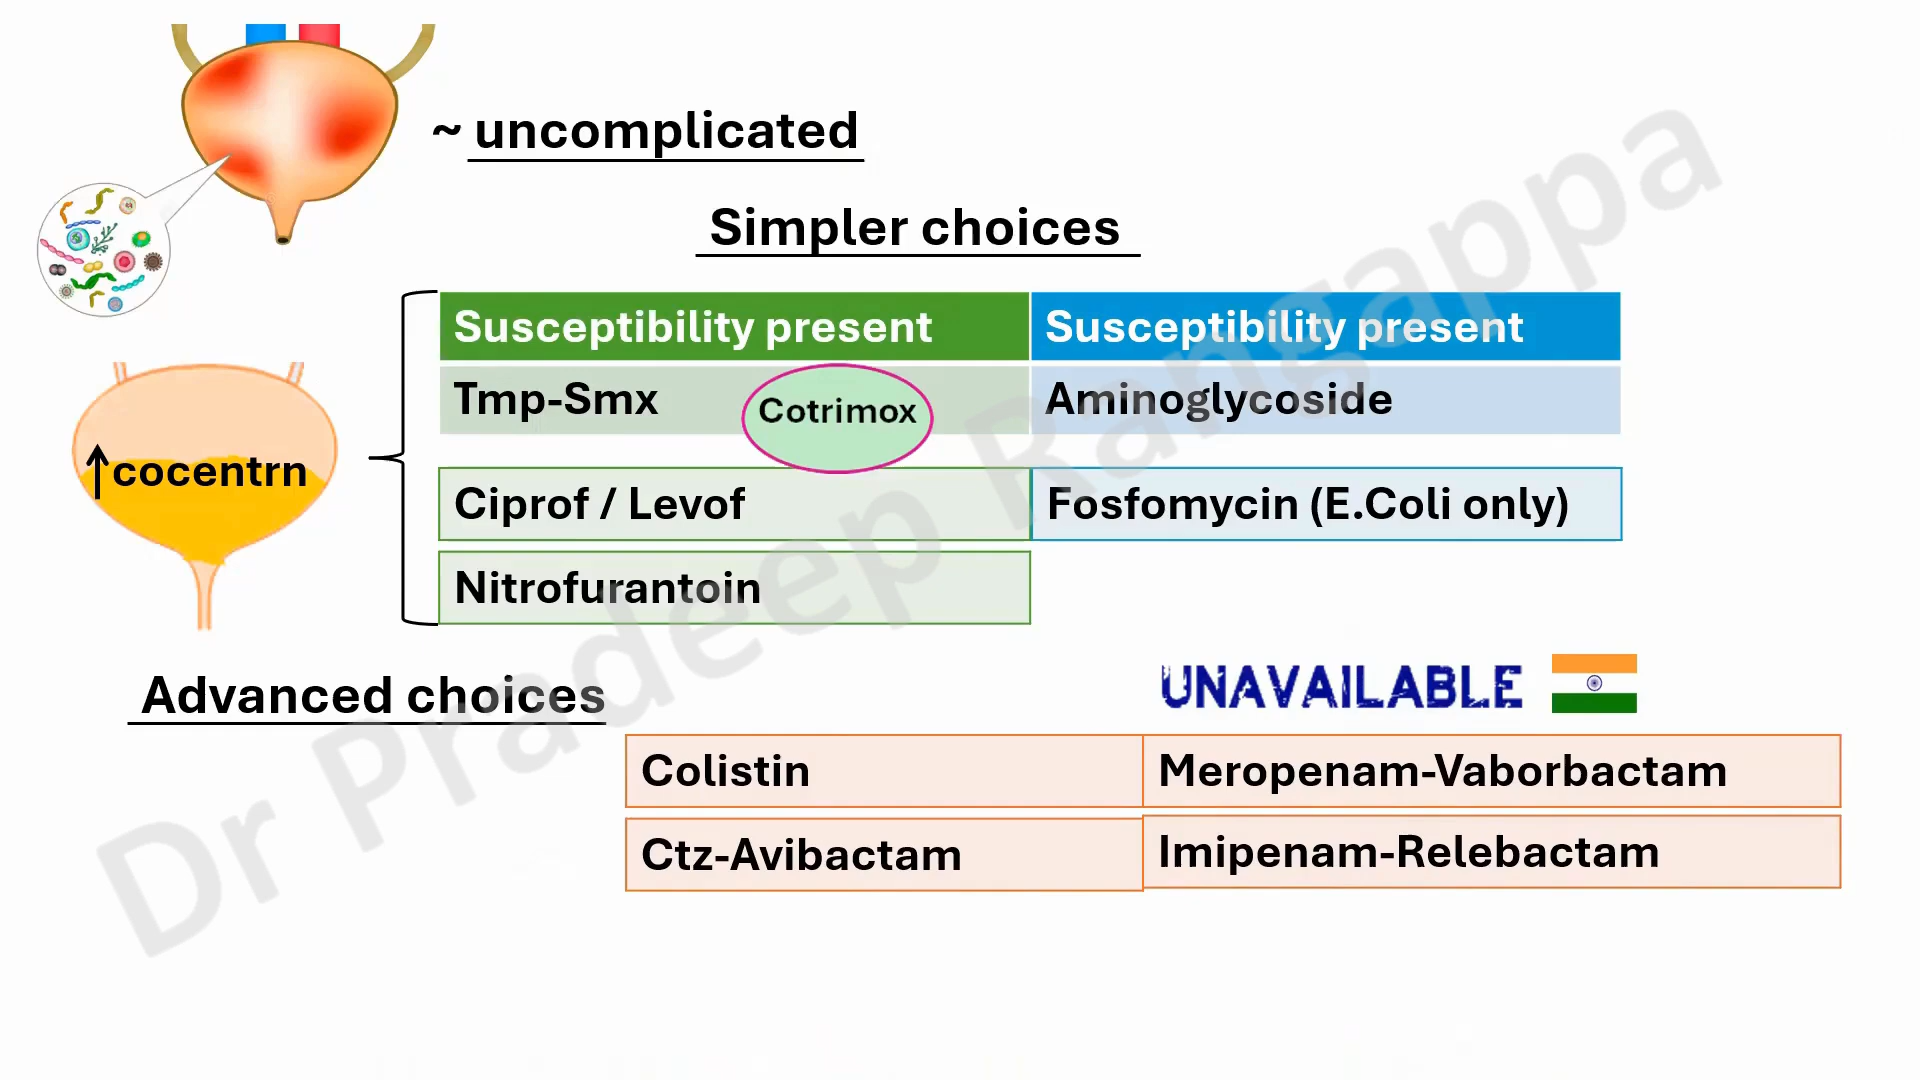 ~ uncomplicated
Simpler choices
Susceptibility present
Susceptibility present
Tmp-Smx
Cotrimox
Aminoglycoside
↑cocentrn
Ciprof / Levof
Fosfomycin (E.Coli only)
Nitrofurantoin
Advanced choices
UNAVAILABLE
Colistin
Meropenam-Vaborbactam
Ctz-Avibactam
Imipenam-Relebactam
Dr Pradeep Rangappa